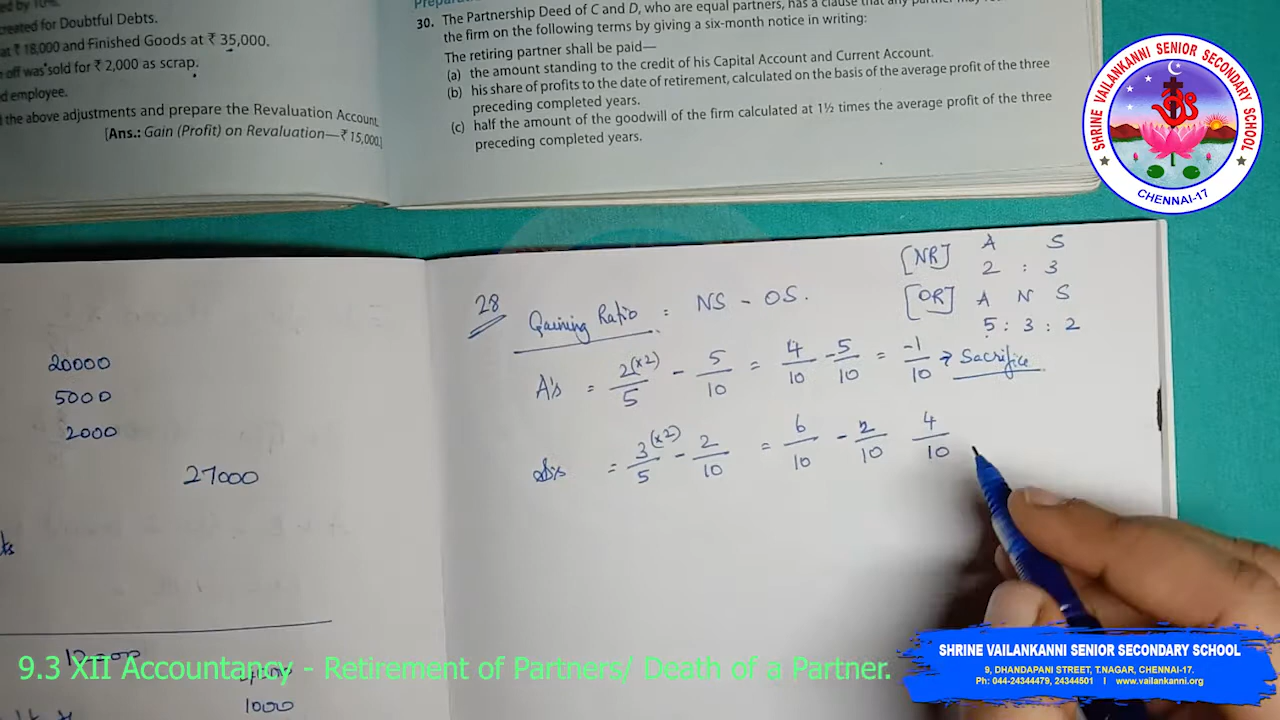 ed by 10%.
created for Doubtful Debts.
at ₹ 18,000 and Finished Goods at ₹ 35,000.
off was sold for ₹ 2,000 as scrap.
d employee.
d the above adjustments and prepare the Revaluation Account.
[Ans.: Gain (Profit) on Revaluation—₹ 15,000.]
30. The Partnership Deed of C and D, who are equal partners, has a clause that any partner may
the firm on the following terms by giving a six-month notice in writing:
The retiring partner shall be paid—
(a) the amount standing to the credit of his Capital Account and Current Account.
(b) his share of profits to the date of retirement, calculated on the basis of the average profit of the three
preceding completed years.
(c) half the amount of the goodwill of the firm calculated at 1½ times the average profit of the three
preceding completed years.
SHRINE VAILANKANNI SENIOR SECONDARY SCHOOL
CHENNAI-17
20000
5000
2000
27000
28
Gaining Ratio : NS - OS.
[NR] A S
2 : 3
[OR] A N S
5 : 3 : 2
A's = 2(x2)/5 - 5/10 = 4/10 - 5/10 = -1/10 → Sacrifice
S's = 3(x2)/5 - 2/10 = 6/10 - 2/10 4/10
1000
9.3 XII Accountancy - Retirement of Partners/ Death of a Partner.
SHRINE VAILANKANNI SENIOR SECONDARY SCHOOL
9, DHANDAPANI STREET, T.NAGAR, CHENNAI-17.
Ph: 044-24344479, 24344501 I www.vailankanni.org